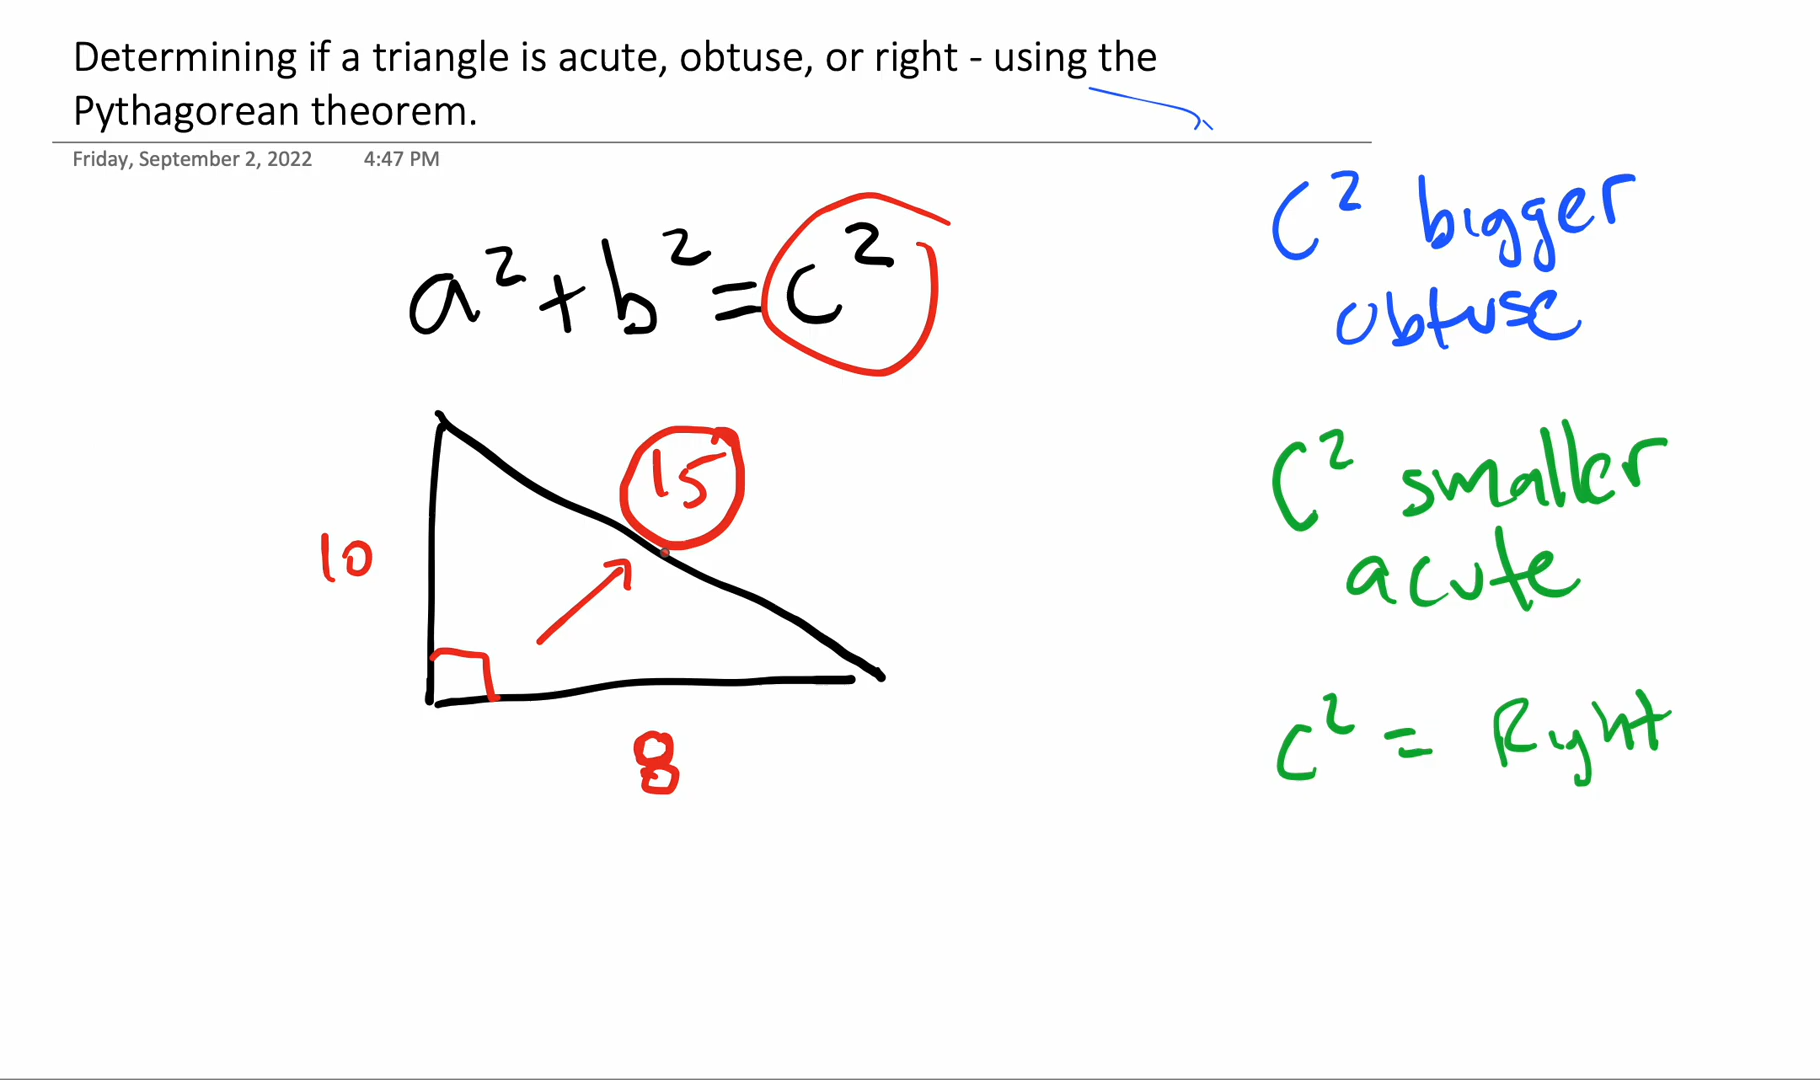 Determining if a triangle is acute, obtuse, or right - using the
Pythagorean theorem.
Friday, September 2, 2022 4:47 PM
a² + b² = c²
C² bigger
obtuse
15
C² smaller
acute
10
C² = Right
8